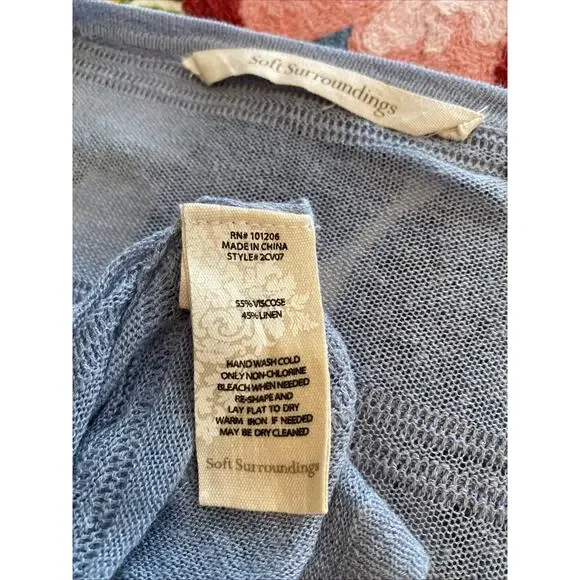 Soft Surroundings
RN# 101206
MADE IN CHINA
STYLE# 2CV07
55% VISCOSE
45% LINEN
HAND WASH COLD
ONLY NON-CHLORINE
BLEACH WHEN NEEDED
RE-SHAPE AND
LAY FLAT TO DRY
WARM IRON IF NEEDED
MAY BE DRY CLEANED
Soft Surroundings